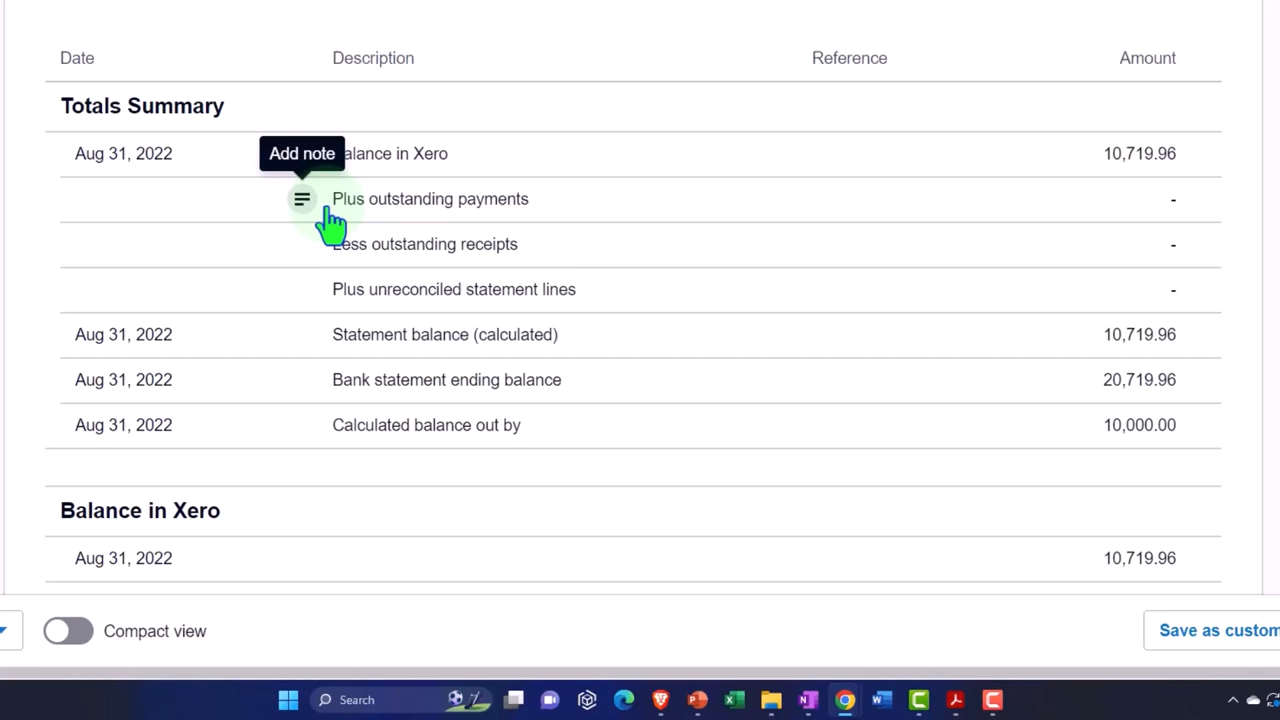 Date Description Reference Amount
Totals Summary
Aug 31, 2022 Add note alance in Xero 10,719.96
Plus outstanding payments -
Less outstanding receipts -
Plus unreconciled statement lines -
Aug 31, 2022 Statement balance (calculated) 10,719.96
Aug 31, 2022 Bank statement ending balance 20,719.96
Aug 31, 2022 Calculated balance out by 10,000.00
Balance in Xero
Aug 31, 2022 10,719.96
Compact view Save as custom
Search